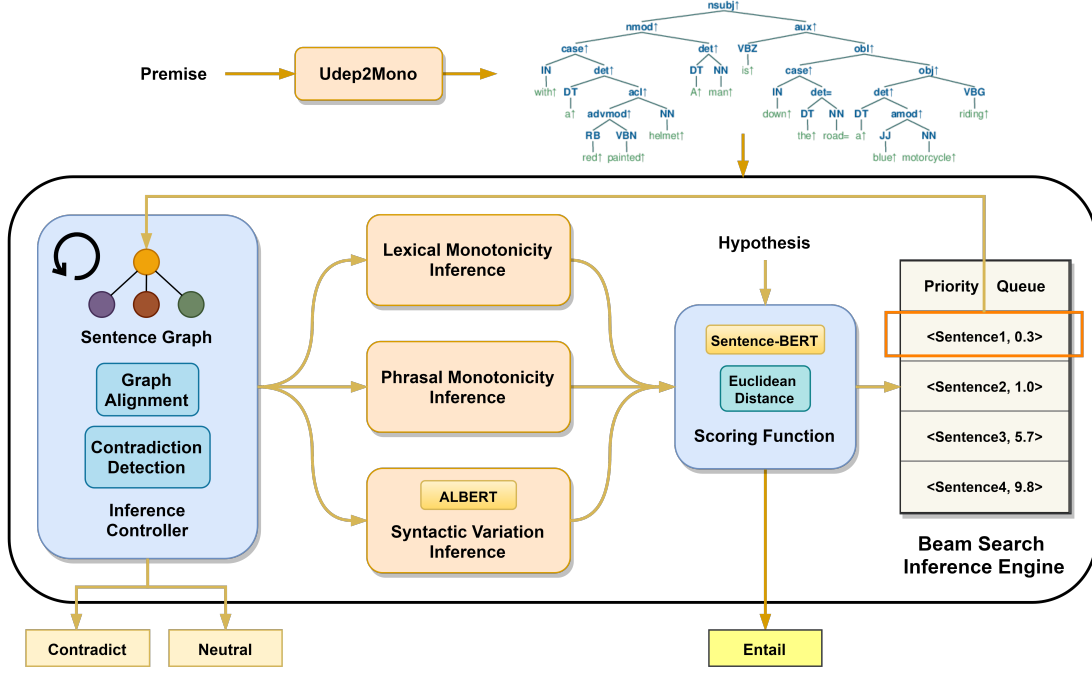 nsubj↑
nmod↑ aux↑
case↑ det↑ VBZ obl↑
IN det↑ DT NN is↑ case↑ obj↑
with↑ DT acl↑ A↑ man↑ IN det= det↑ VBG
a↑ advmod↑ NN down↑ DT NN DT amod↑ riding↑
RB VBN helmet↑ the↑ road= a↑ JJ NN
red↑ painted↑ blue↑ motorcycle↑
Premise
Udep2Mono
Sentence Graph
Graph
Alignment
Contradiction
Detection
Inference
Controller
Lexical Monotonicity
Inference
Phrasal Monotonicity
Inference
ALBERT
Syntactic Variation
Inference
Hypothesis
Sentence-BERT
Euclidean
Distance
Scoring Function
Priority Queue
<Sentence1, 0.3>
<Sentence2, 1.0>
<Sentence3, 5.7>
<Sentence4, 9.8>
Beam Search
Inference Engine
Contradict
Neutral
Entail